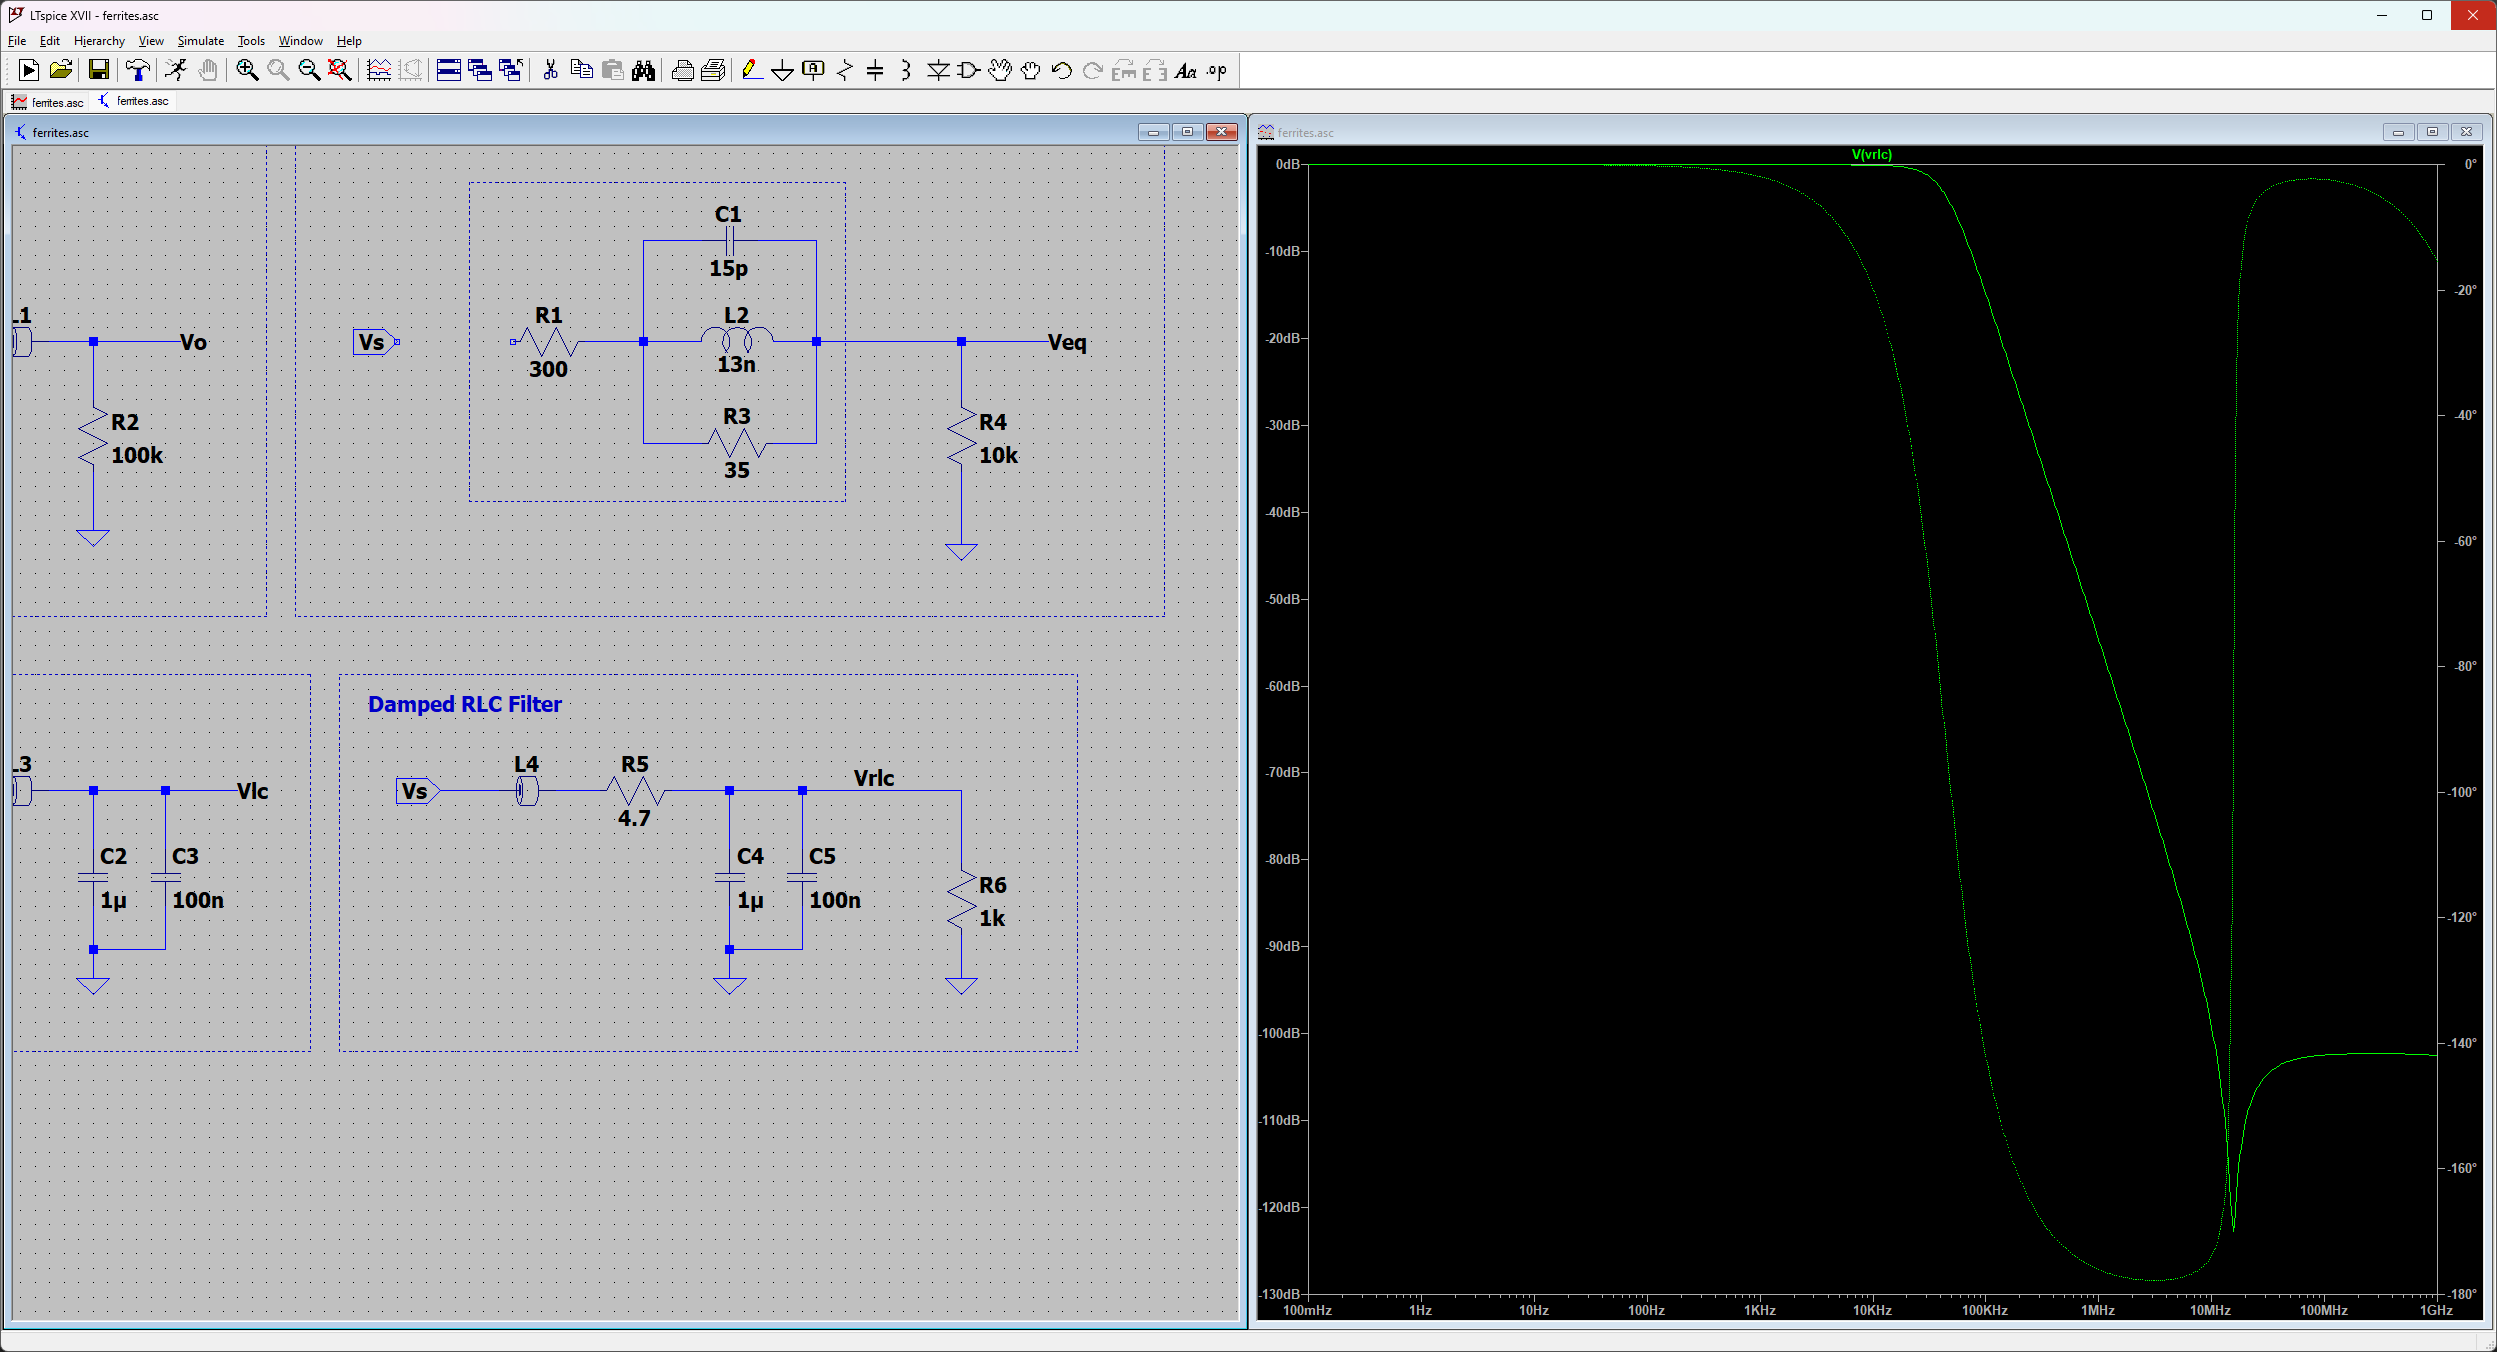 LTspice XVII - ferrites.asc
File Edit Hierarchy View Simulate Tools Window Help
ferrites.asc ferrites.asc
ferrites.asc
L1
Vo
R2
100k
Vs
R1
300
C1
15p
L2
13n
R3
35
Veq
R4
10k
L3
Vlc
C2
1µ
C3
100n
Damped RLC Filter
Vs
L4
R5
4.7
Vrlc
C4
1µ
C5
100n
R6
1k
ferrites.asc
V(vrlc)
0dB
-10dB
-20dB
-30dB
-40dB
-50dB
-60dB
-70dB
-80dB
-90dB
-100dB
-110dB
-120dB
-130dB
0°
-20°
-40°
-60°
-80°
-100°
-120°
-140°
-160°
-180°
100mHz 1Hz 10Hz 100Hz 1KHz 10KHz 100KHz 1MHz 10MHz 100MHz 1GHz